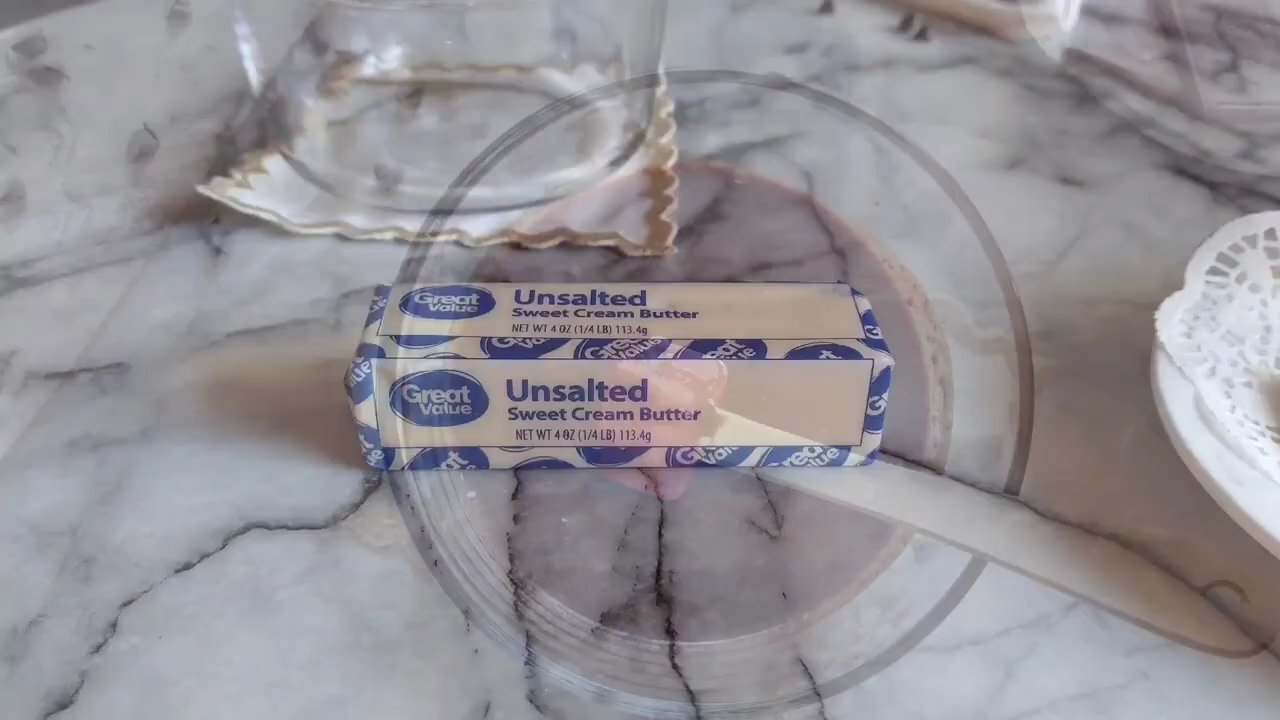 Great Value
Unsalted
Sweet Cream Butter
NET WT 4 OZ (1/4 LB) 113.4g
Great Value
Unsalted
Sweet Cream Butter
NET WT 4 OZ (1/4 LB) 113.4g